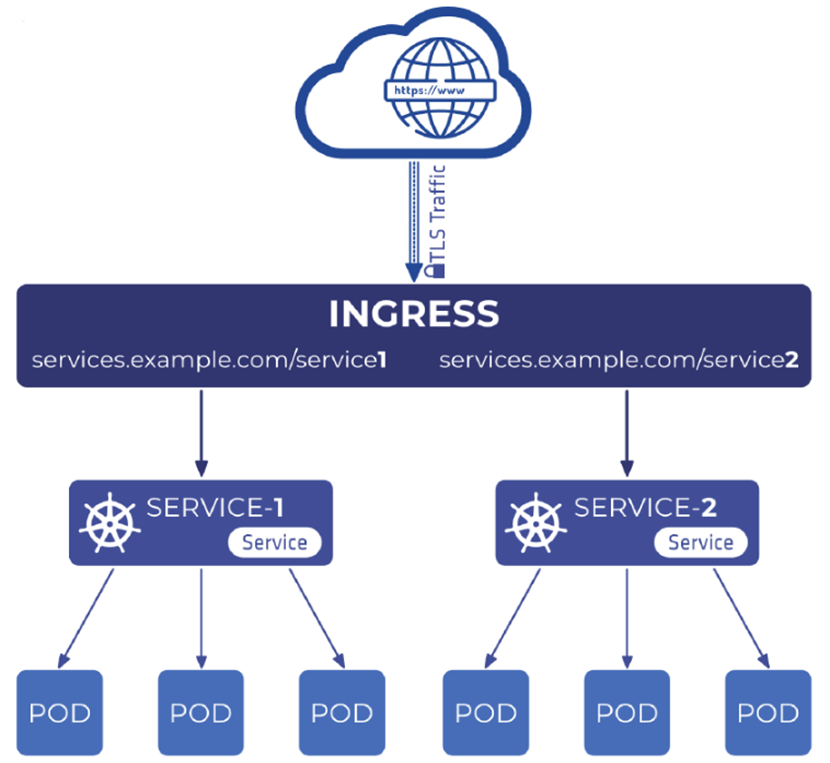 https://www
TLS Traffic
INGRESS
services.example.com/service1
services.example.com/service2
SERVICE-1
Service
SERVICE-2
Service
POD
POD
POD
POD
POD
POD